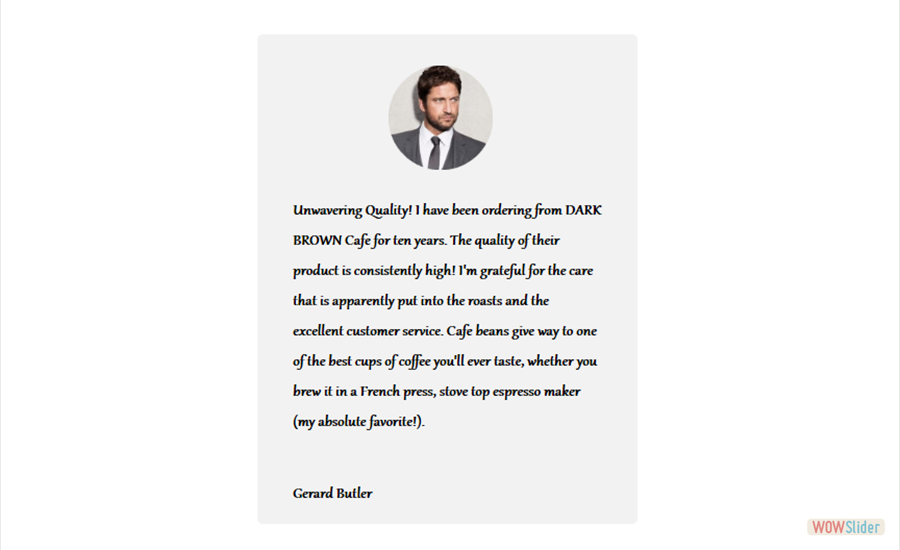 Unwavering Quality! I have been ordering from DARK
BROWN Cafe for ten years. The quality of their
product is consistently high! I'm grateful for the care
that is apparently put into the roasts and the
excellent customer service. Cafe beans give way to one
of the best cups of coffee you'll ever taste, whether you
brew it in a French press, stove top espresso maker
(my absolute favorite!).
Gerard Butler
WOWSlider